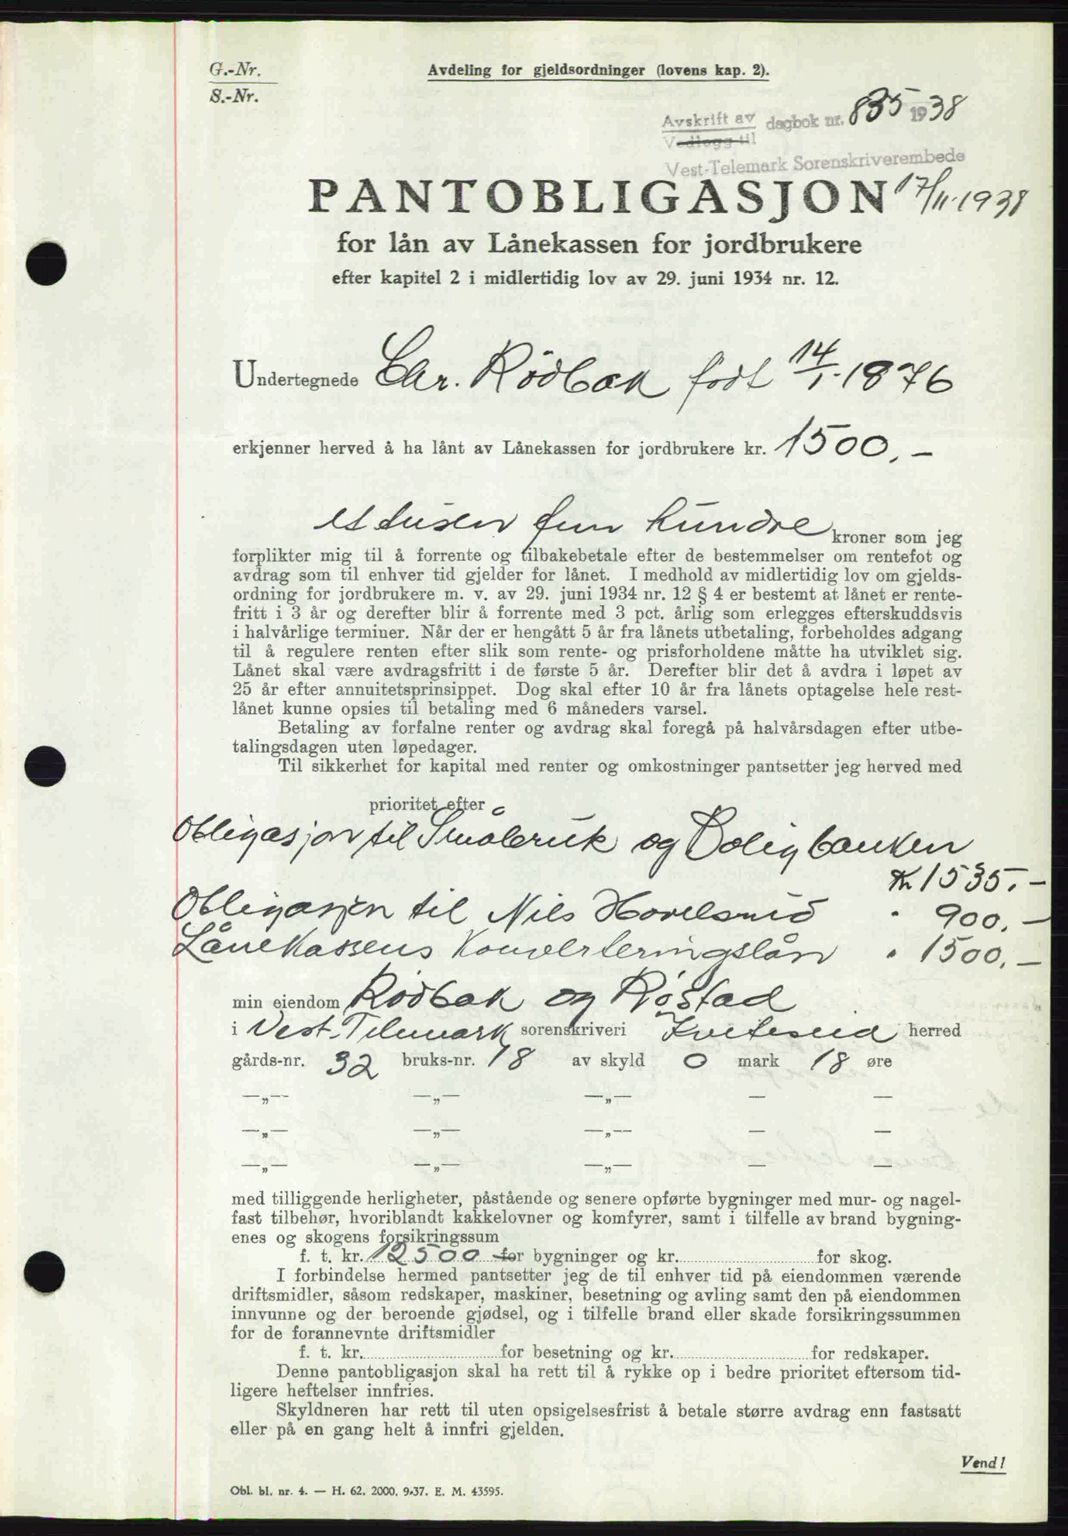 G.-Nr.
S.-Nr.
Avdeling for gjeldsordninger (lovens kap. 2).
Avskrift av dagbok nr. 835 1938
Vedlegg til
Vest-Telemark Sorenskriverembede
PANTOBLIGASJON 17/11-1938
for lån av Lånekassen for jordbrukere
efter kapitel 2 i midlertidig lov av 29. juni 1934 nr. 12.
Undertegnede Chr. Rødbak født 14/1-1876
erkjenner herved å ha lånt av Lånekassen for jordbrukere kr. 1500,-
et tusen fem hundre kroner som jeg
forplikter mig til å forrente og tilbakebetale efter de bestemmelser om rentefot og
avdrag som til enhver tid gjelder for lånet. I medhold av midlertidig lov om gjelds-
ordning for jordbrukere m. v. av 29. juni 1934 nr. 12 § 4 er bestemt at lånet er rente-
fritt i 3 år og derefter blir å forrente med 3 pct. årlig som erlegges efterskuddsvis
i halvårlige terminer. Når der er hengått 5 år fra lånets utbetaling, forbeholdes adgang
til å regulere renten efter slik som rente- og prisforholdene måtte ha utviklet sig.
Lånet skal være avdragsfritt i de første 5 år. Derefter blir det å avdra i løpet av
25 år efter annuitetsprinsippet. Dog skal efter 10 år fra lånets optagelse hele rest-
lånet kunne opsies til betaling med 6 måneders varsel.
Betaling av forfalne renter og avdrag skal foregå på halvårsdagen efter utbe-
talingsdagen uten løpedager.
Til sikkerhet for kapital med renter og omkostninger pantsetter jeg herved med
prioritet efter
Obligasjon til Småbruk og Boligbanken
Kr 1535.-
Obligasjon til Nils Hovelsrud " 900,-
Lånekassens Konverteringslån " 1500,-
min eiendom Rødbak og Røstad
i Vest-Telemark sorenskriveri Kviteseid herred
gårds-nr. 32 bruks-nr. 18 av skyld 0 mark 18 øre
—„— —„— —„— — —
—„— —„— —„— — —
—„— —„— —„— — —
med tilliggende herligheter, påstående og senere opførte bygninger med mur- og nagel-
fast tilbehør, hvoriblandt kakkelovner og komfyrer, samt i tilfelle av brand bygning-
enes og skogens forsikringssum
f. t. kr. 12500 for bygninger og kr. for skog.
I forbindelse hermed pantsetter jeg de til enhver tid på eiendommen værende
driftsmidler, såsom redskaper, maskiner, besetning og avling samt den på eiendommen
innvunne og der beroende gjødsel, og i tilfelle brand eller skade forsikringssummen
for de forannevnte driftsmidler
f. t. kr. for besetning og kr. for redskaper.
Denne pantobligasjon skal ha rett til å rykke op i bedre prioritet eftersom tid-
ligere heftelser innfries.
Skyldneren har rett til uten opsigelsesfrist å betale større avdrag enn fastsatt
eller på en gang helt å innfri gjelden.
Vend!
Obl. bl. nr. 4. — H. 62. 2000. 9-37. E. M. 43595.